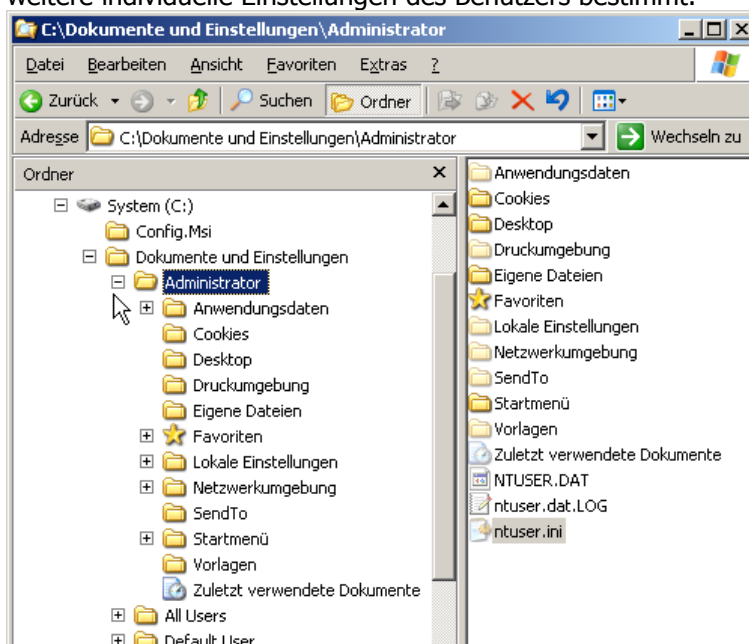 weitere individuelle Einstellungen des Benutzers bestimmt.
C:\Dokumente und Einstellungen\Administrator
Datei Bearbeiten Ansicht Favoriten Extras ?
Zurück Suchen Ordner
Adresse C:\Dokumente und Einstellungen\Administrator Wechseln zu
Ordner
System (C:)
Config.Msi
Dokumente und Einstellungen
Administrator
Anwendungsdaten
Cookies
Desktop
Druckumgebung
Eigene Dateien
Favoriten
Lokale Einstellungen
Netzwerkumgebung
SendTo
Startmenü
Vorlagen
Zuletzt verwendete Dokumente
All Users
Default User
Anwendungsdaten
Cookies
Desktop
Druckumgebung
Eigene Dateien
Favoriten
Lokale Einstellungen
Netzwerkumgebung
SendTo
Startmenü
Vorlagen
Zuletzt verwendete Dokumente
NTUSER.DAT
ntuser.dat.LOG
ntuser.ini